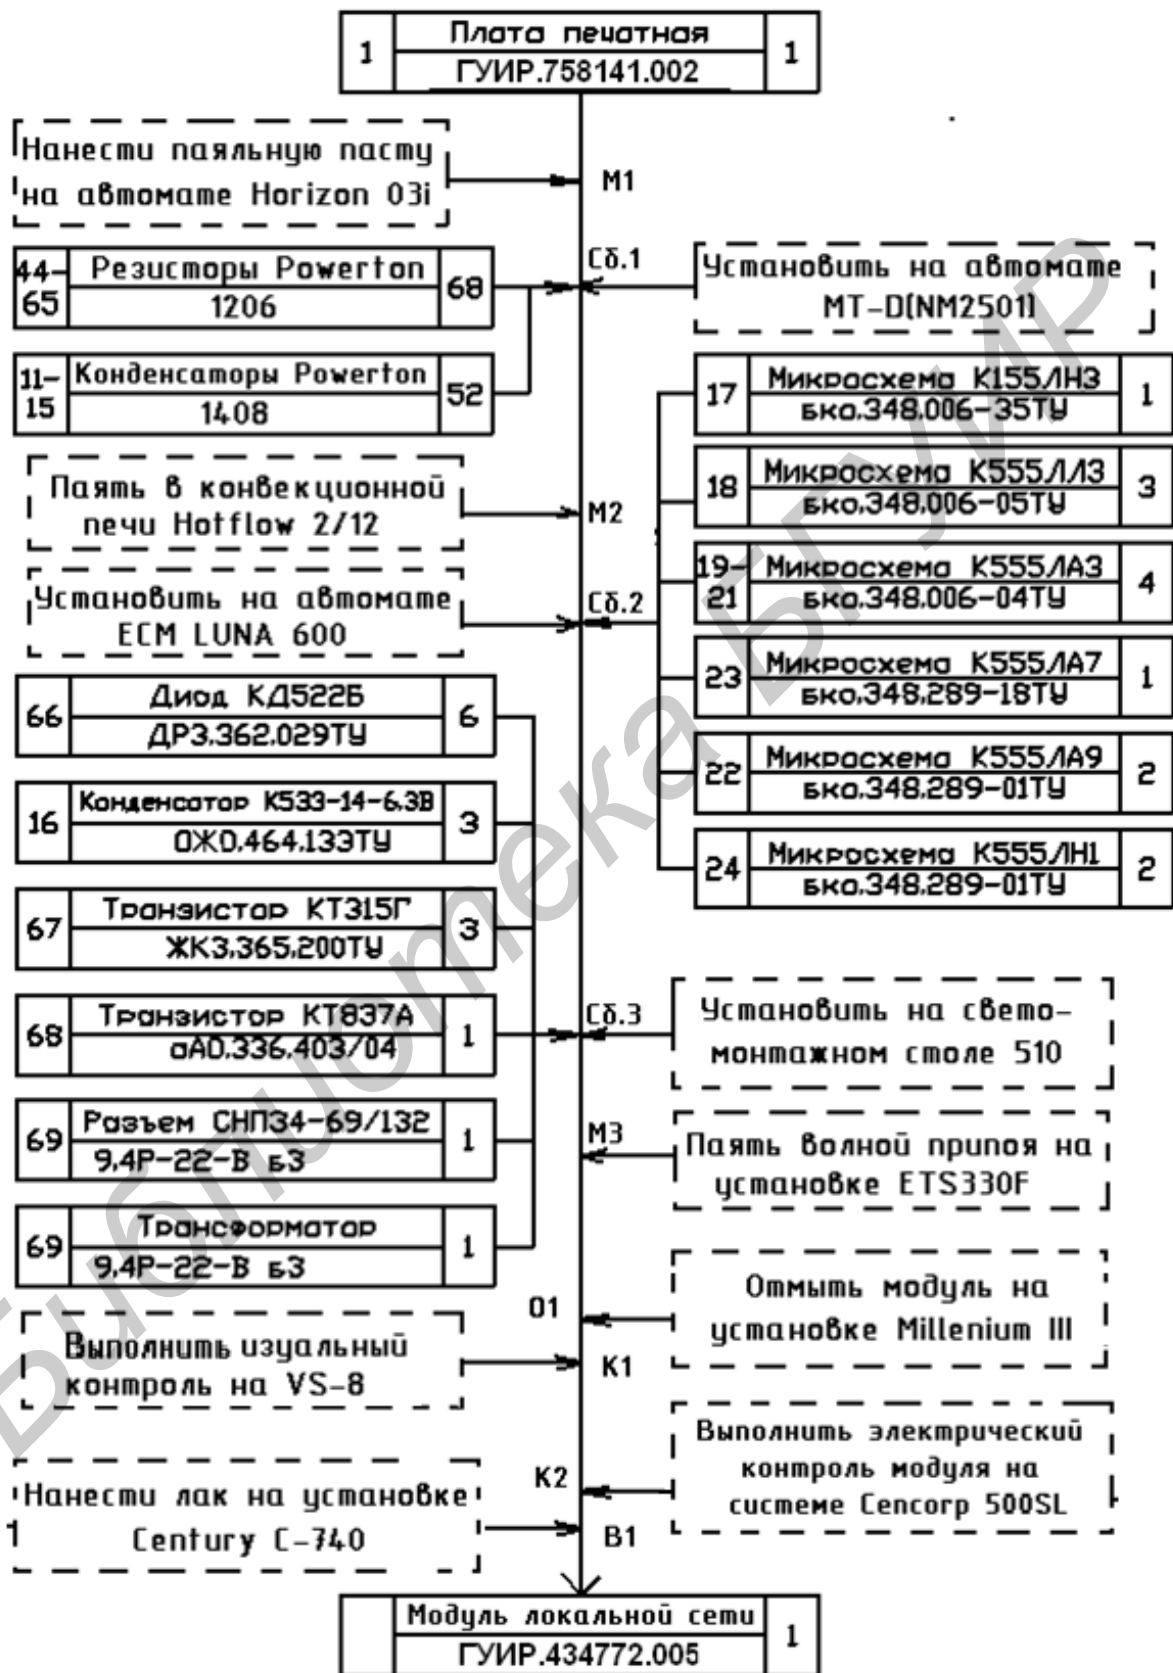 1 Плата печатная 1
ГУИР.758141.002
Нанести паяльную пасту
на автомате Horizon 03i
М1
44-
65
Резисторы Powerton
1206
68
Сб.1
Установить на автомате
МТ-D(NM2501)
11-
15
Конденсаторы Powerton
1408
52
17
Микросхема К155ЛН3
бко.348.006-35ТУ
1
Паять в конвекционной
печи Hotflow 2/12
М2
18
Микросхема К555ЛЛ3
бко.348.006-05ТУ
3
19-
21
Микросхема К555ЛА3
бко.348.006-04ТУ
4
Установить на автомате
ECM LUNA 600
Сб.2
23
Микросхема К555ЛА7
бко.348.289-18ТУ
1
66
Диод КД522Б
ДР3.362.029ТУ
6
22
Микросхема К555ЛА9
бко.348.289-01ТУ
2
16
Конденсатор К533-14-6.3В
ОЖ0.464.133ТУ
3
24
Микросхема К555ЛН1
бко.348.289-01ТУ
2
67
Транзистор КТ315Г
ЖК3.365.200ТУ
3
68
Транзистор КТ837А
аА0.336.403/04
1
Сб.3
Установить на свето-
монтажном столе 510
69
Разъем СНП34-69/132
9,4Р-22-В б3
1
М3
Паять волной припоя на
установке ETS330F
69
Трансформатор
9,4Р-22-В б3
1
О1
Отмыть модуль на
установке Millenium III
Выполнить изуальный
контроль на VS-8
К1
Выполнить электрический
контроль модуля на
системе Cencorp 500SL
К2
Нанести лак на установке
Century C-740
В1
Модуль локальной сети
ГУИР.434772.005
1
Библиотека БГУИР